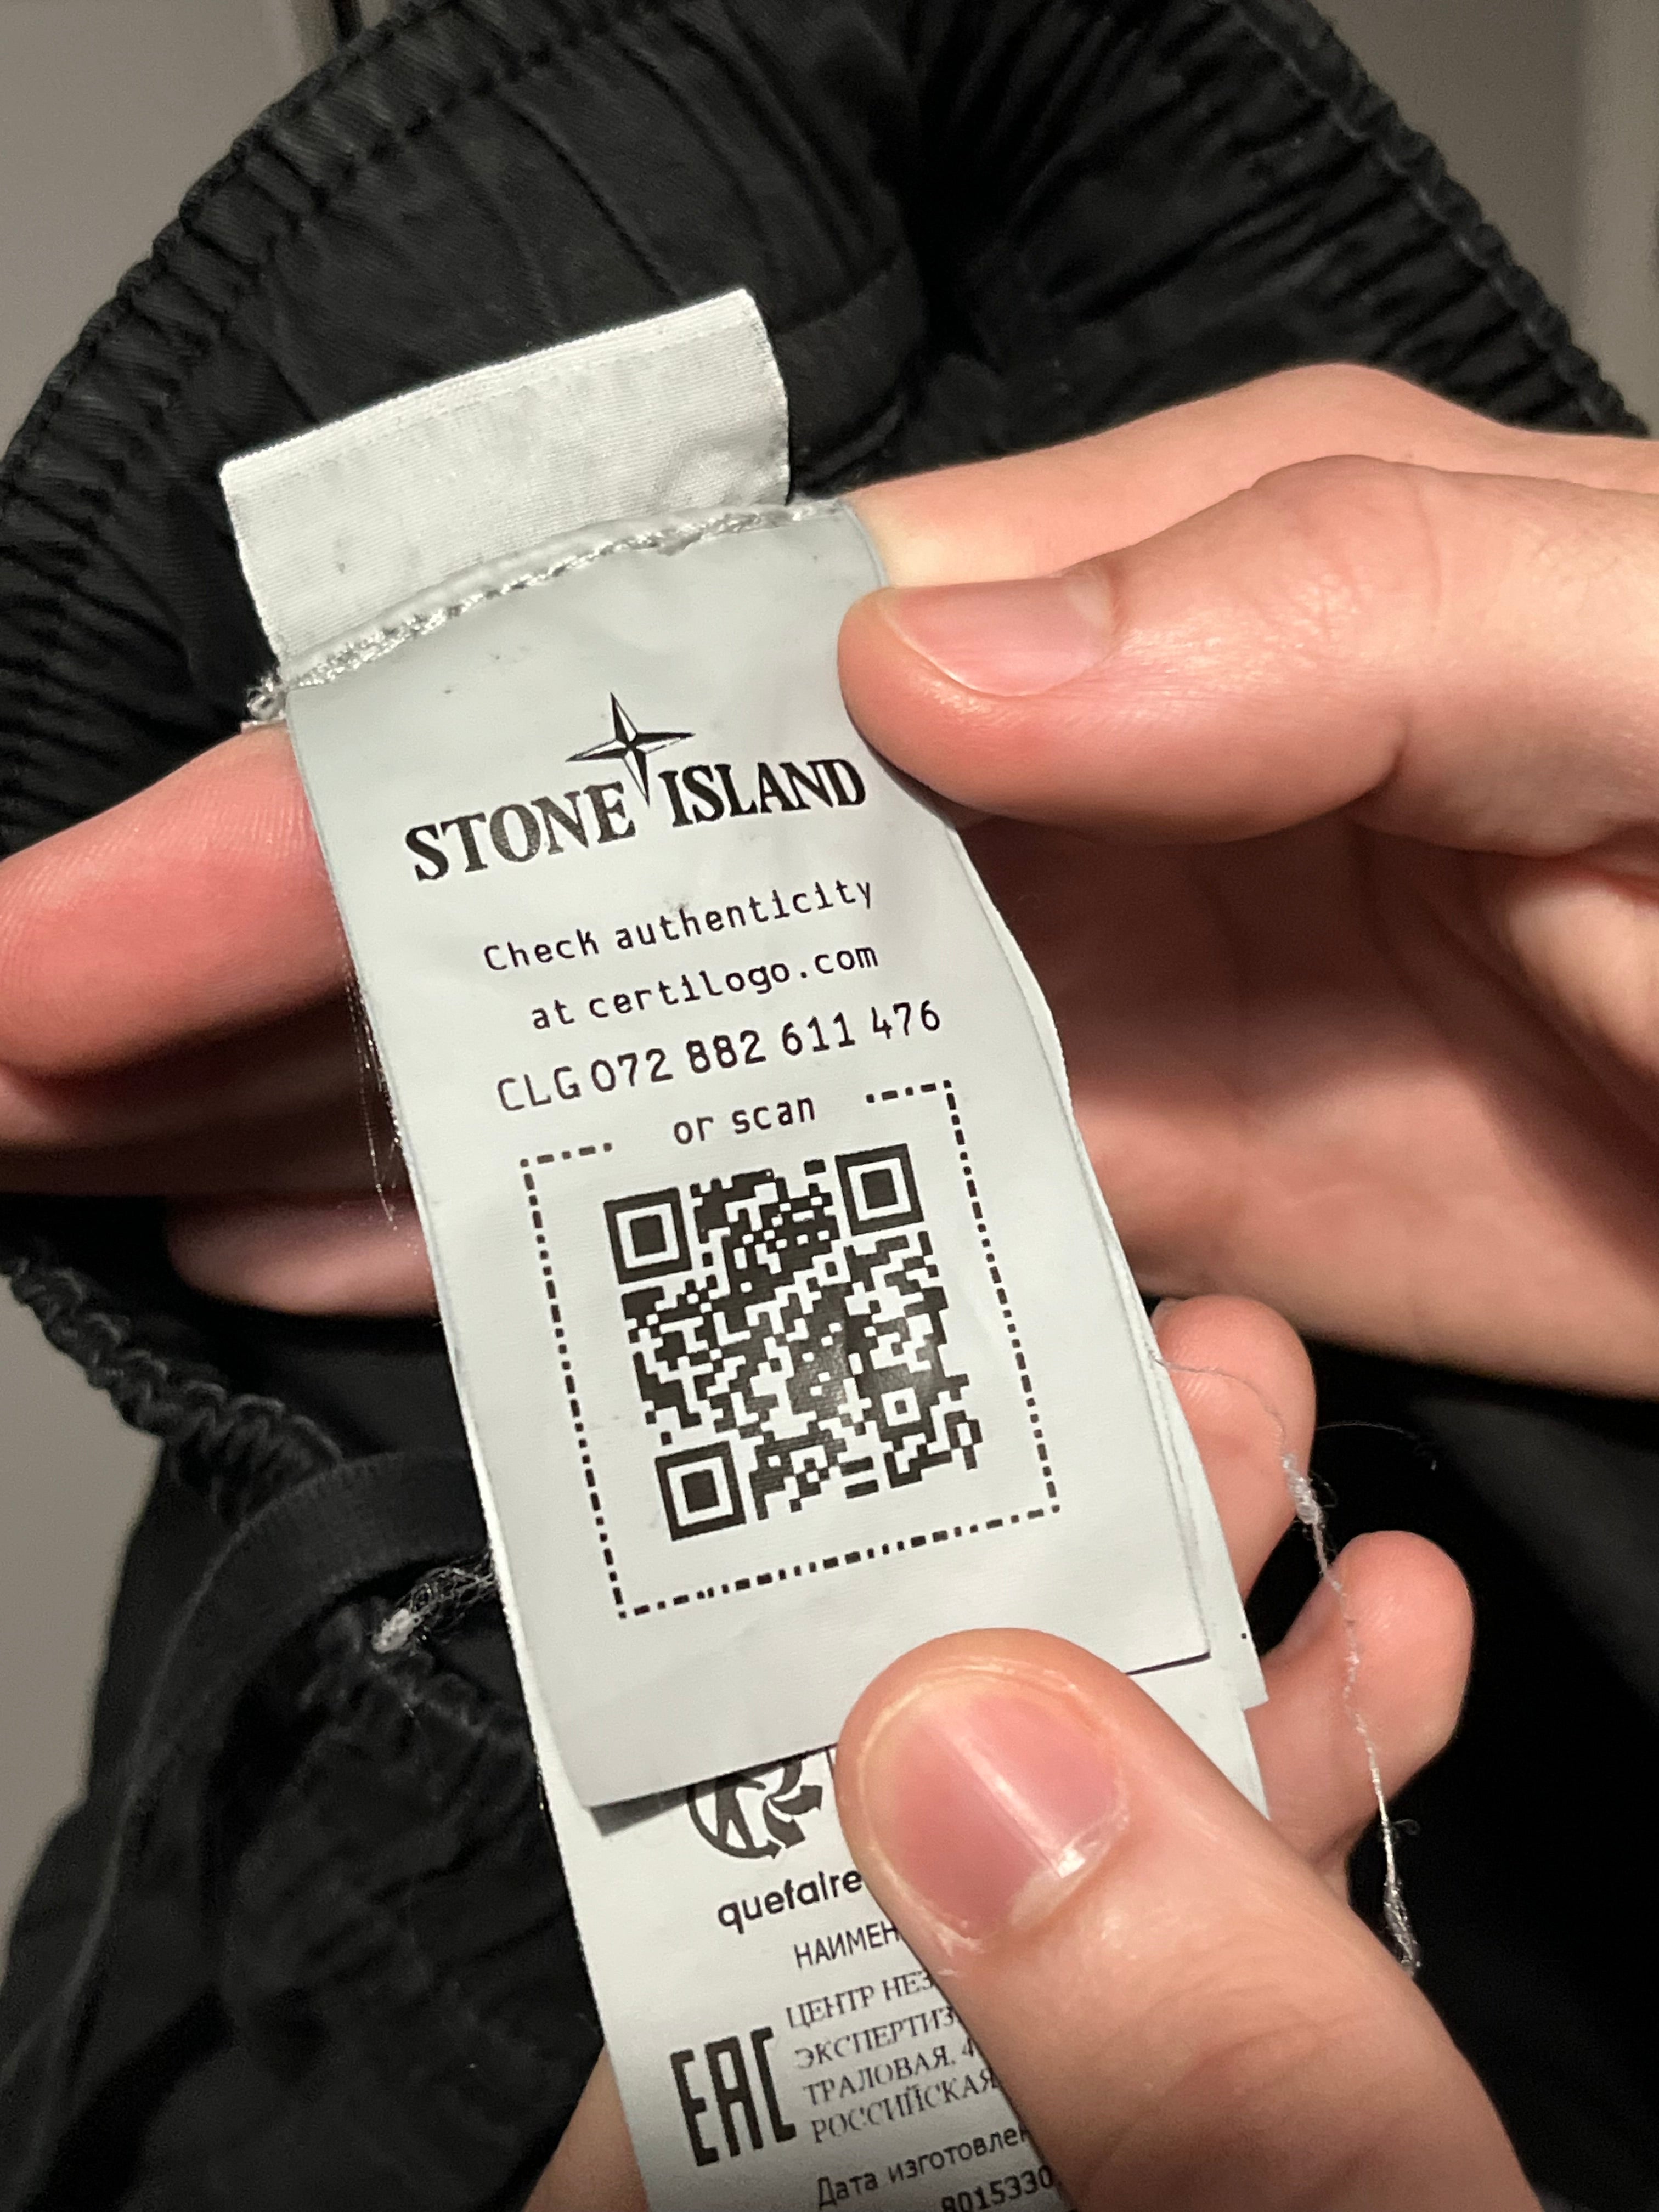 STONE ISLAND
Check authenticity
at certilogo.com
CLG 072 882 611 476
or scan
quefaire
НАИМЕН
ЦЕНТР НЕЗ
ЭКСПЕРТИЗ
ТРАЛОВАЯ, 4
РОССИЙСКАЯ
EAC
Дата изготовлен
8015330